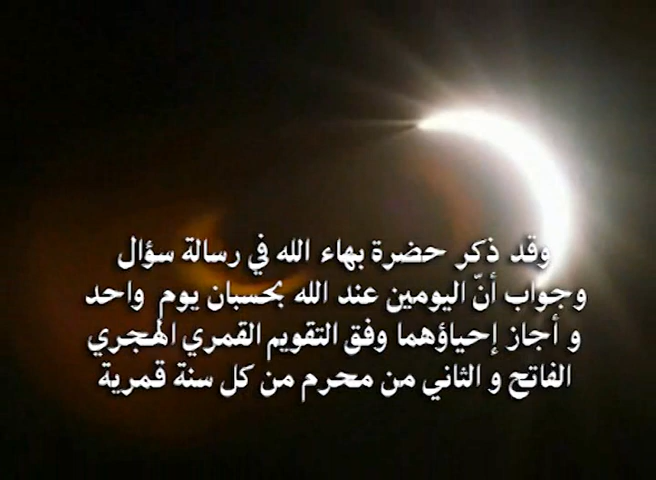 وقد ذكر حضرة بهاء الله في رسالة سؤال
وجواب أنّ اليومين عند الله بحسبان يوم واحد
و أجاز إحياؤهما وفق التقويم القمري الهجري
الفاتح و الثاني من محرم من كل سنة قمرية